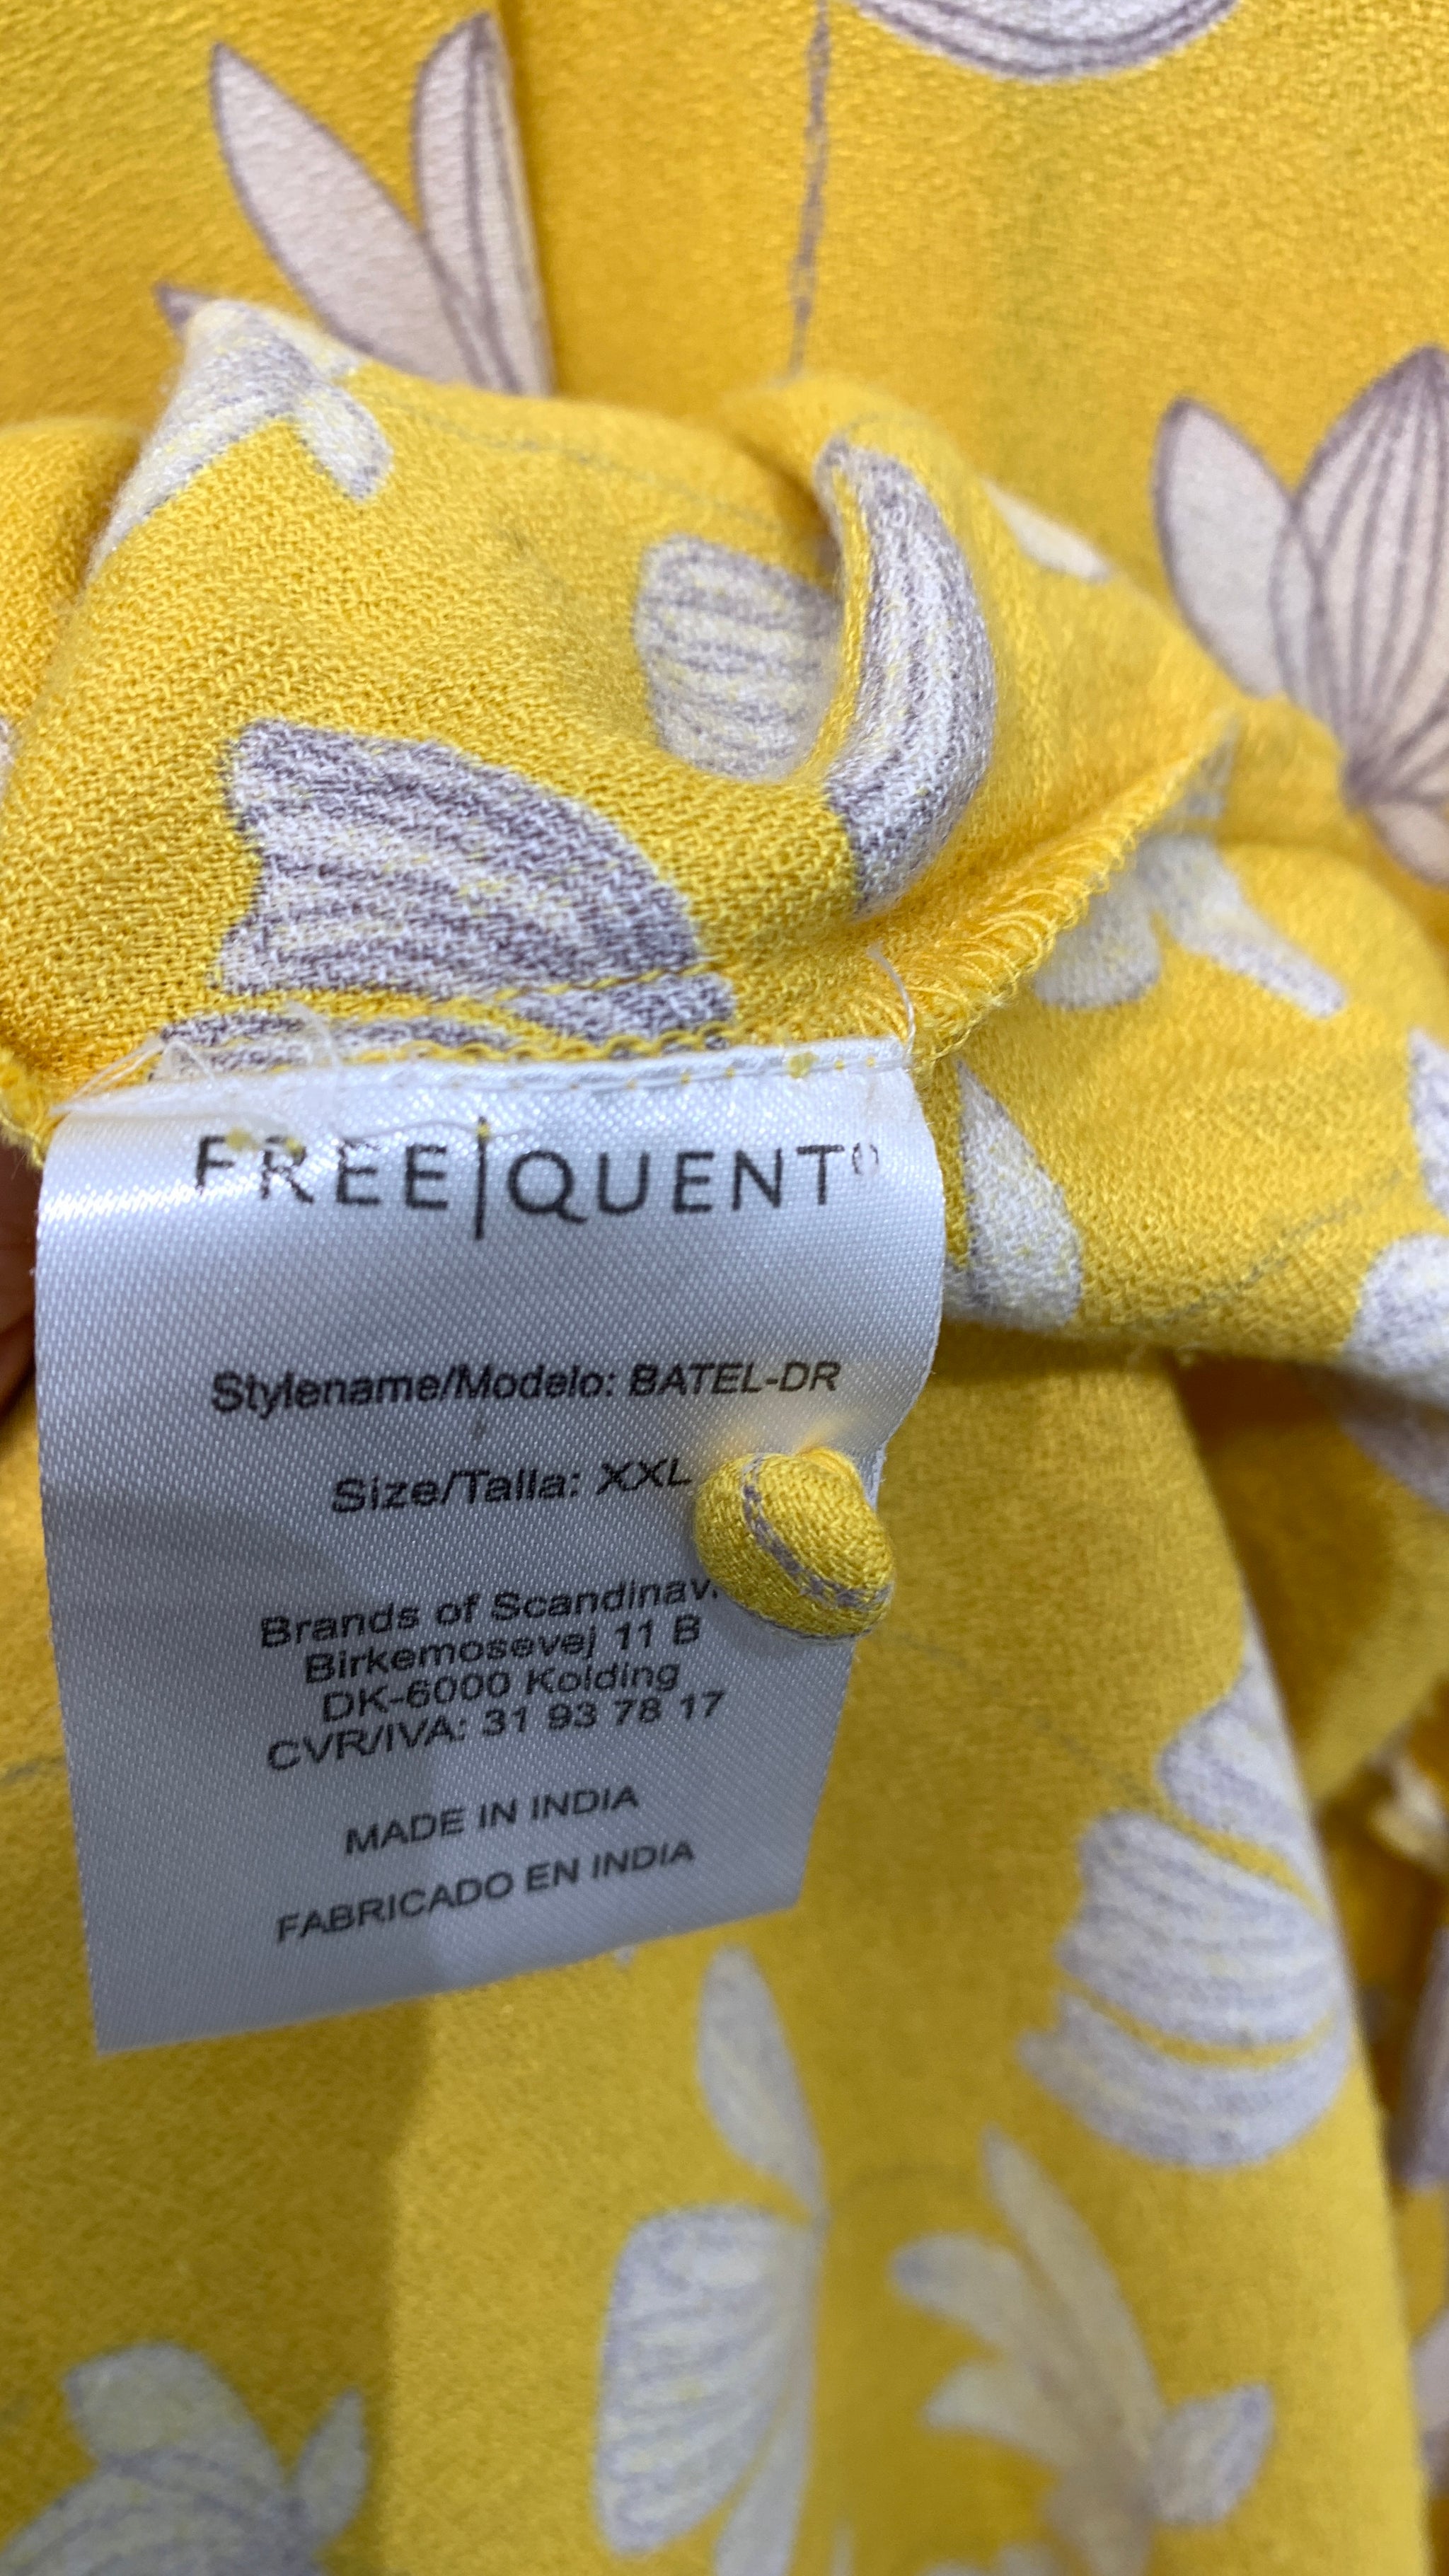 FREE|QUENT
Stylename/Modelo: BATEL-DR
Size/Talla: XXL
Brands of Scandinav.
Birkemosevej 11 B
DK-6000 Kolding
CVR/IVA: 31 93 78 17
MADE IN INDIA
FABRICADO EN INDIA